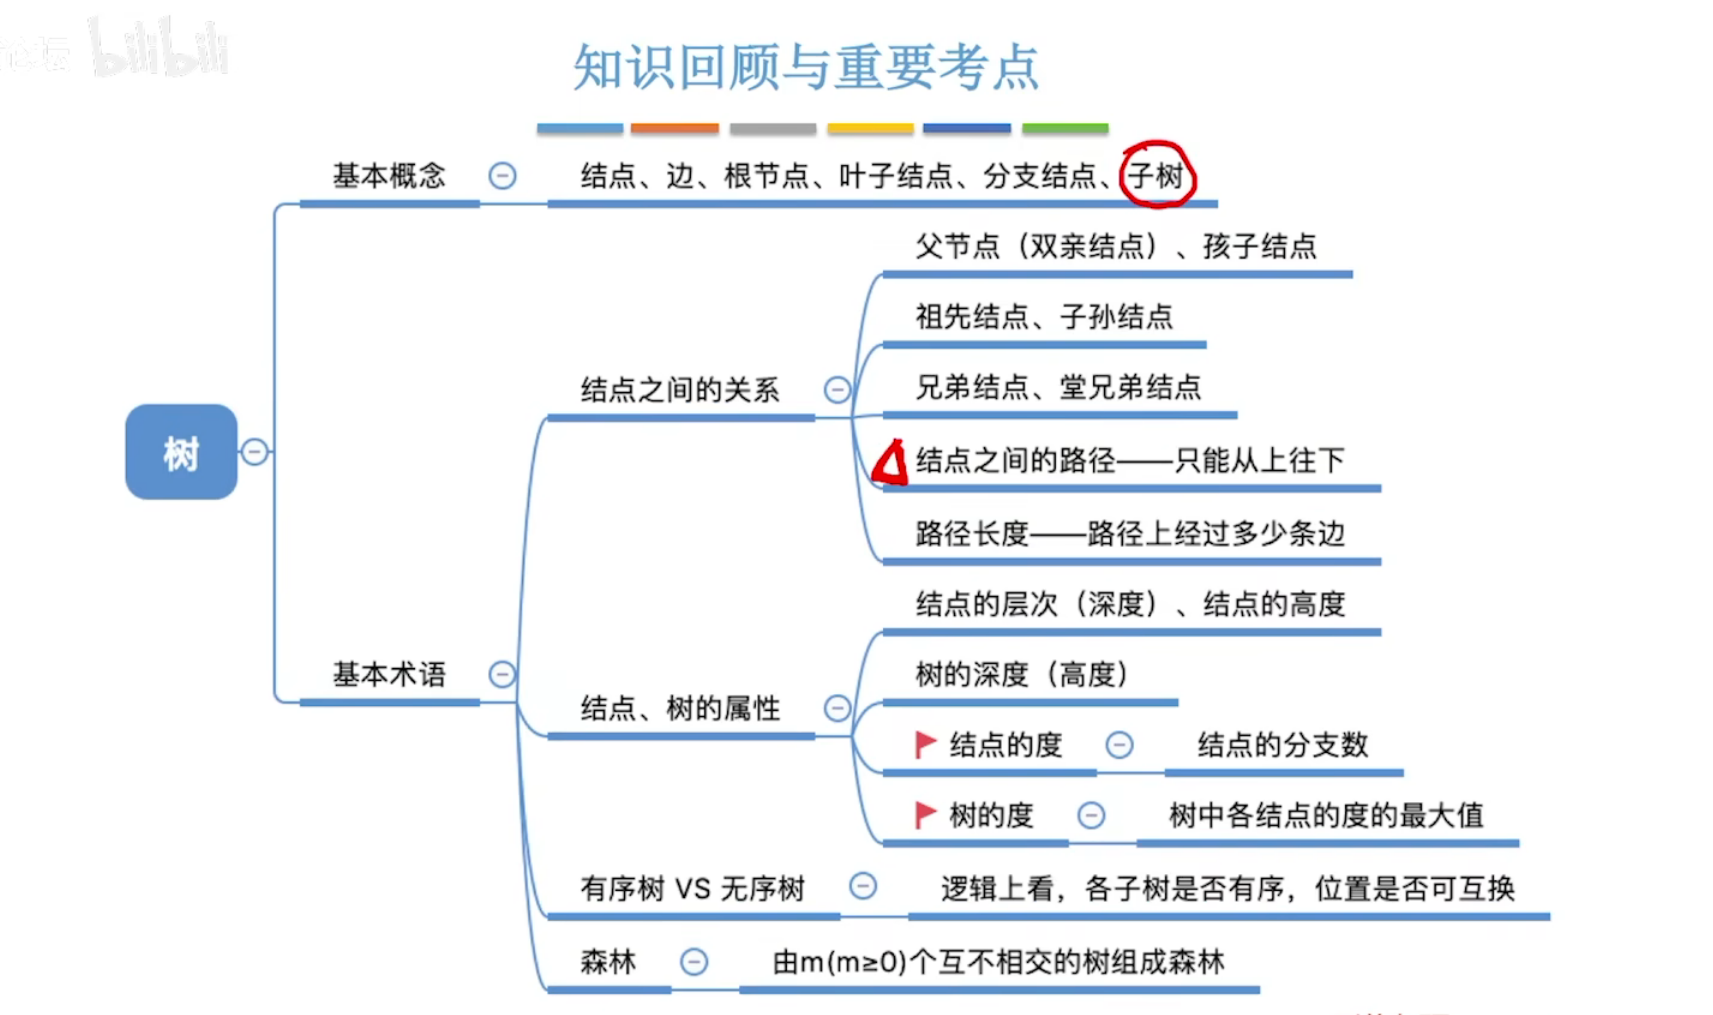 bilibili
知识回顾与重要考点
基本概念
结点、边、根节点、叶子结点、分支结点、子树
父节点（双亲结点）、孩子结点
祖先结点、子孙结点
结点之间的关系
兄弟结点、堂兄弟结点
树
结点之间的路径——只能从上往下
路径长度——路径上经过多少条边
结点的层次（深度）、结点的高度
基本术语
树的深度（高度）
结点、树的属性
结点的度
结点的分支数
树的度
树中各结点的度的最大值
有序树 VS 无序树
逻辑上看，各子树是否有序，位置是否可互换
森林
由m(m≥0)个互不相交的树组成森林